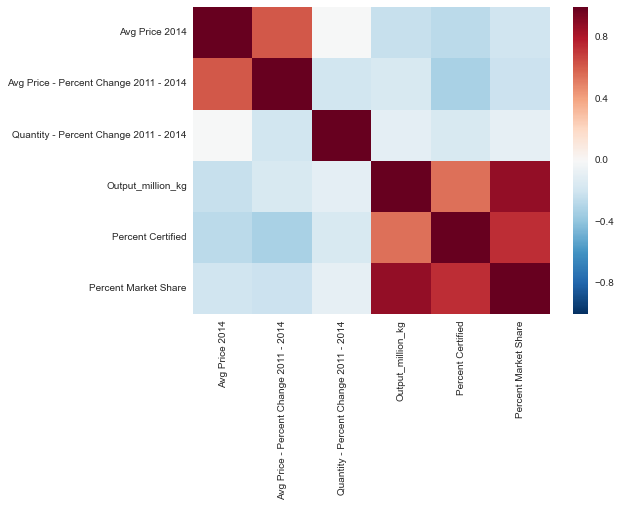 Avg Price 2014
Avg Price - Percent Change 2011 - 2014
Quantity - Percent Change 2011 - 2014
Output_million_kg
Percent Certified
Percent Market Share
Avg Price 2014
Avg Price - Percent Change 2011 - 2014
Quantity - Percent Change 2011 - 2014
Output_million_kg
Percent Certified
Percent Market Share
0.8
0.4
0.0
−0.4
−0.8